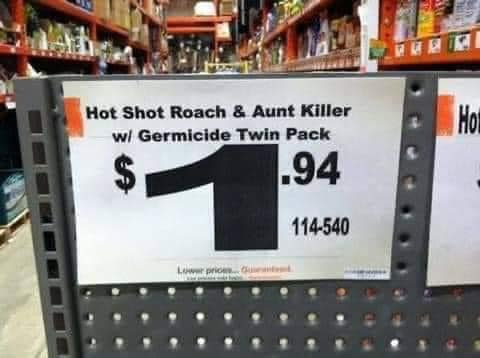 Hot Shot Roach & Aunt Killer
w/ Germicide Twin Pack
$1.94
114-540
Lower prices... Guaranteed.
Hot